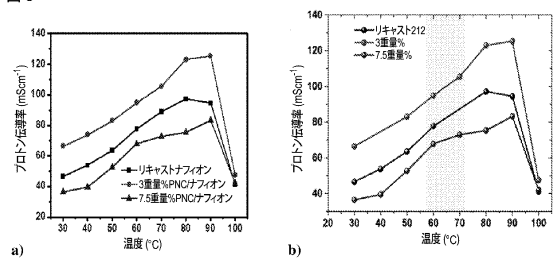 a)
プロトン伝導率 (mScm⁻¹)
140
120
100
80
60
40
20
リキャストナフィオン
3重量%PNC/ナフィオン
7.5重量%PNC/ナフィオン
30 40 50 60 70 80 90 100
温度 (°C)
b)
プロトン伝導率 (mScm⁻¹)
140
120
100
80
60
40
リキャスト212
3重量%
7.5重量%
20 30 40 50 60 70 80 90 100
温度 (°C)